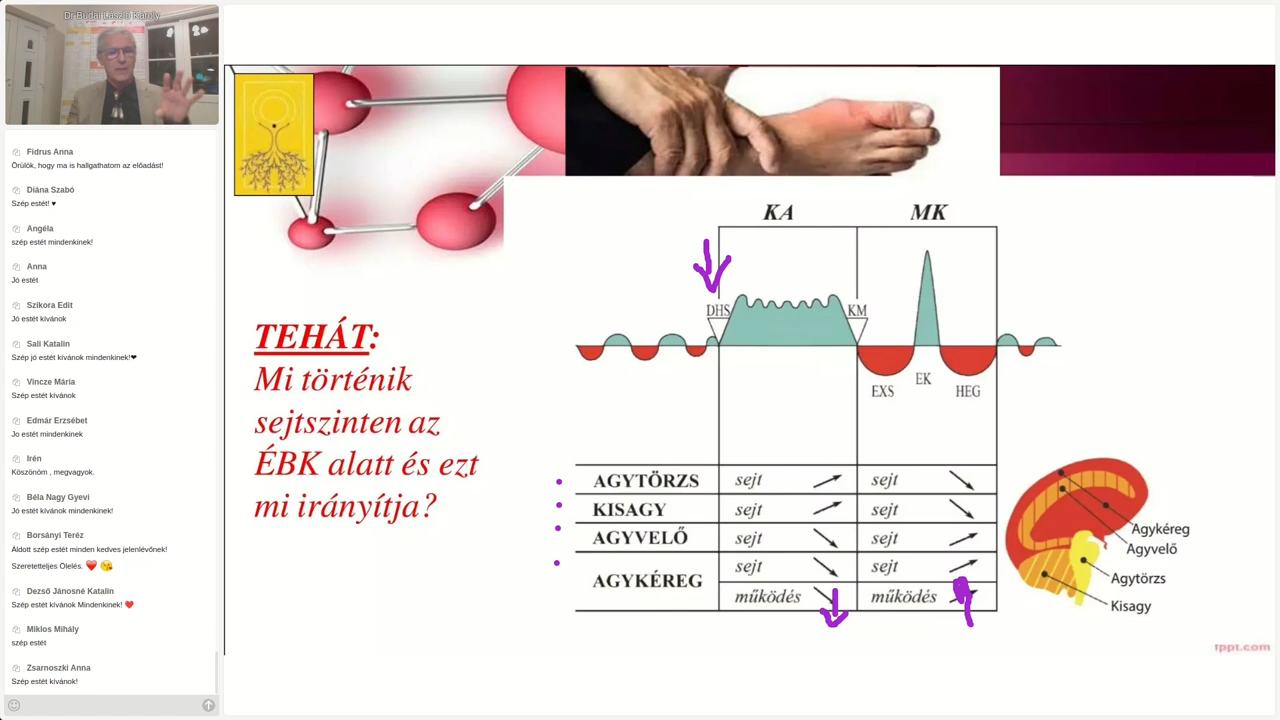 Dr Budai László Károly
Fidrus Anna
Örülök, hogy ma is hallgathatom az előadást!
Diána Szabó
Szép estét! ♥
Angéla
szép estét mindenkinek!
Anna
Jó estét
Szikora Edit
Jó estét kívánok
Sali Katalin
Szép jó estét kívánok mindenkinek!❤
Vincze Mária
Szép estét kívánok
Edmár Erzsébet
Jo estét mindenkinek
Irén
Köszönöm , megvagyok.
Béla Nagy Gyevi
Jó estét kívánok mindenkinek!
Borsányi Teréz
Áldott szép estét minden kedves jelenlévőnek!
Szeretetteljes Ölelés. ❤️ 😘
Dezső Jánosné Katalin
Szép estét kívánok Mindenkinek! ❤️
Miklos Mihály
szép estét
Zsarnoszki Anna
Szép estét kívánok!
TEHÁT:
Mi történik
sejtszinten az
ÉBK alatt és ezt
mi irányítja?
KA MK
DHS KM
EXS EK HEG
AGYTÖRZS sejt sejt
KISAGY sejt sejt
AGYVELŐ sejt sejt
AGYKÉREG sejt sejt
működés működés
Agykéreg
Agyvelő
Agytörzs
Kisagy
fppt.com